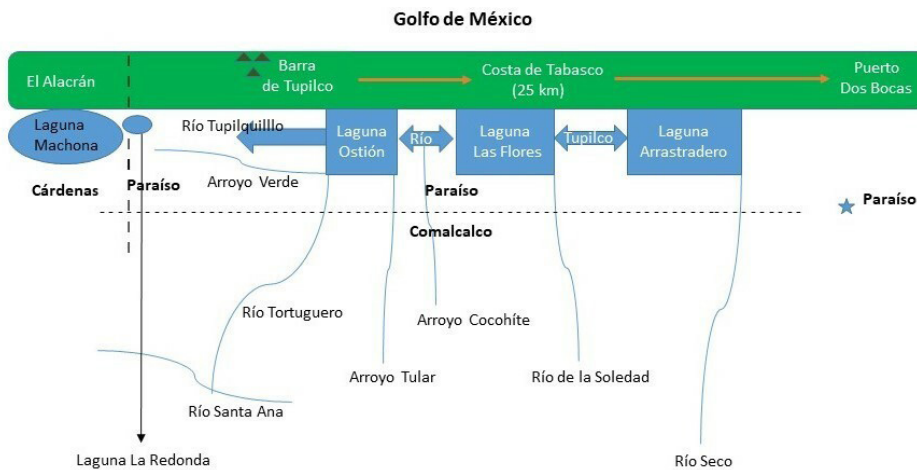 Golfo de México
El Alacrán
Barra
de Tupilco
Costa de Tabasco
(25 km)
Puerto
Dos Bocas
Laguna
Machona
Río Tupilquilllo
Laguna
Ostión
Río
Laguna
Las Flores
Tupilco
Laguna
Arrastradero
Cárdenas
Paraíso
Arroyo Verde
Paraíso
Paraíso
Comalcalco
Río Tortuguero
Arroyo Cocohíte
Arroyo Tular
Río de la Soledad
Río Santa Ana
Laguna La Redonda
Río Seco